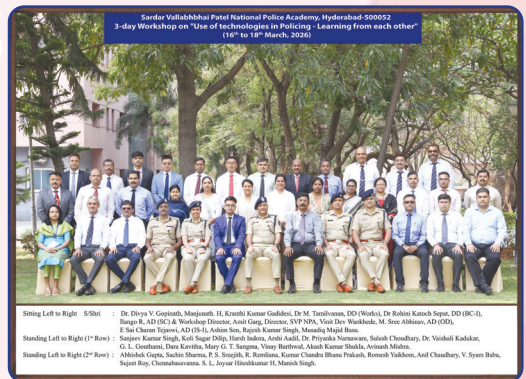 Sardar Vallabhbhai Patel National Police Academy, Hyderabad-500052
3-day Workshop on "Use of technologies in Policing - Learning from each other"
(16th to 18th March, 2026)
Sitting Left to Right S/Shri : Dr. Divya V. Gopinath, Manjunath. H, Kranthi Kumar Gadidesi, Dr M. Tamilvanan, DD (Works), Dr Rohini Katoch Sepat, DD (BC-I),
Ilango R, AD (SC) & Workshop Director, Amit Garg, Director, SVP NPA, Vinit Dev Wankhede, M. Sree Abhinav, AD (OD),
E Sai Charan Tejaswi, AD (IS-I), Ashim Sen, Rajesh Kumar Singh, Musadiq Majid Basu.
Standing Left to Right (1st Row) : Sanjeev Kumar Singh, Koli Sagar Dilip, Harsh Indora, Arshi Aadil, Dr. Priyanka Narnaware, Sulesh Choudhary, Dr. Vaishali Kadukar,
G. L. Gouthami, Dara Kavitha, Mary G. T. Sangma, Vinay Barthwal, Akash Kumar Shukla, Avinash Mishra.
Standing Left to Right (2nd Row) : Abhishek Gupta, Sachin Sharma, P. S. Sreejith, R. Remliana, Kumar Chandra Bhanu Prakash, Romesh Yaikhom, Anil Chaudhary, V. Syam Babu,
Sujeet Roy, Chennabasavanna. S. L, Joysar Hiteshkumar H, Manish Singh.